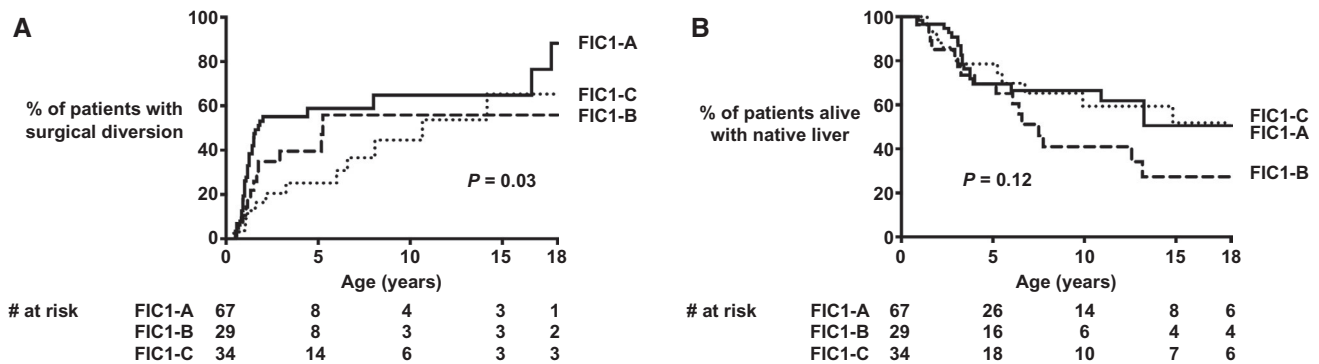 A
% of patients with
surgical diversion
100
80
60
40
20
0
0 5 10 15 18
Age (years)
FIC1-A
FIC1-C
FIC1-B
P = 0.03
# at risk
FIC1-A 67 8 4 3 1
FIC1-B 29 8 3 3 2
FIC1-C 34 14 6 3 3
B
% of patients alive
with native liver
100
80
60
40
20
0
0 5 10 15 18
Age (years)
FIC1-C
FIC1-A
FIC1-B
P = 0.12
FIC1-A 67 26 14 8 6
FIC1-B 29 16 6 4 4
FIC1-C 34 18 10 7 6